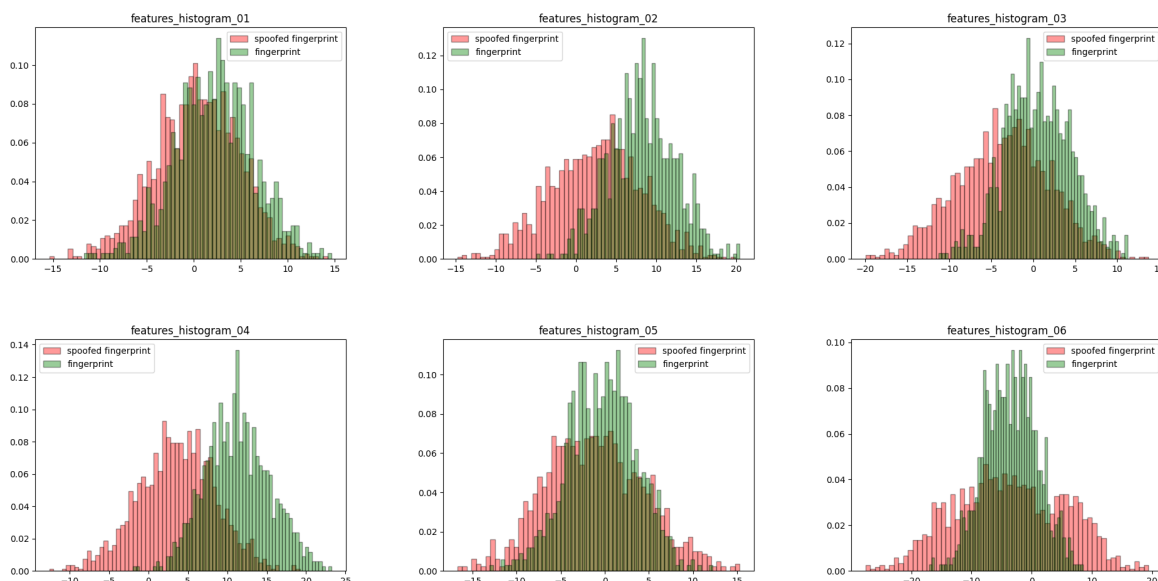 features_histogram_01
spoofed fingerprint
fingerprint
0.10
0.08
0.06
0.04
0.02
0.00
−15 −10 −5 0 5 10 15
features_histogram_02
spoofed fingerprint
fingerprint
0.12
0.10
0.08
0.06
0.04
0.02
0.00
−15 −10 −5 0 5 10 15 20
features_histogram_03
spoofed fingerprint
fingerprint
0.12
0.10
0.08
0.06
0.04
0.02
0.00
−20 −15 −10 −5 0 5 10
features_histogram_04
spoofed fingerprint
fingerprint
0.14
0.12
0.10
0.08
0.06
0.04
0.02
0.00
−10 −5 0 5 10 15 20 25
features_histogram_05
spoofed fingerprint
fingerprint
0.10
0.08
0.06
0.04
0.02
0.00
−15 −10 −5 0 5 10 15
features_histogram_06
spoofed fingerprint
fingerprint
0.10
0.08
0.06
0.04
0.02
0.00
−20 −10 0 10